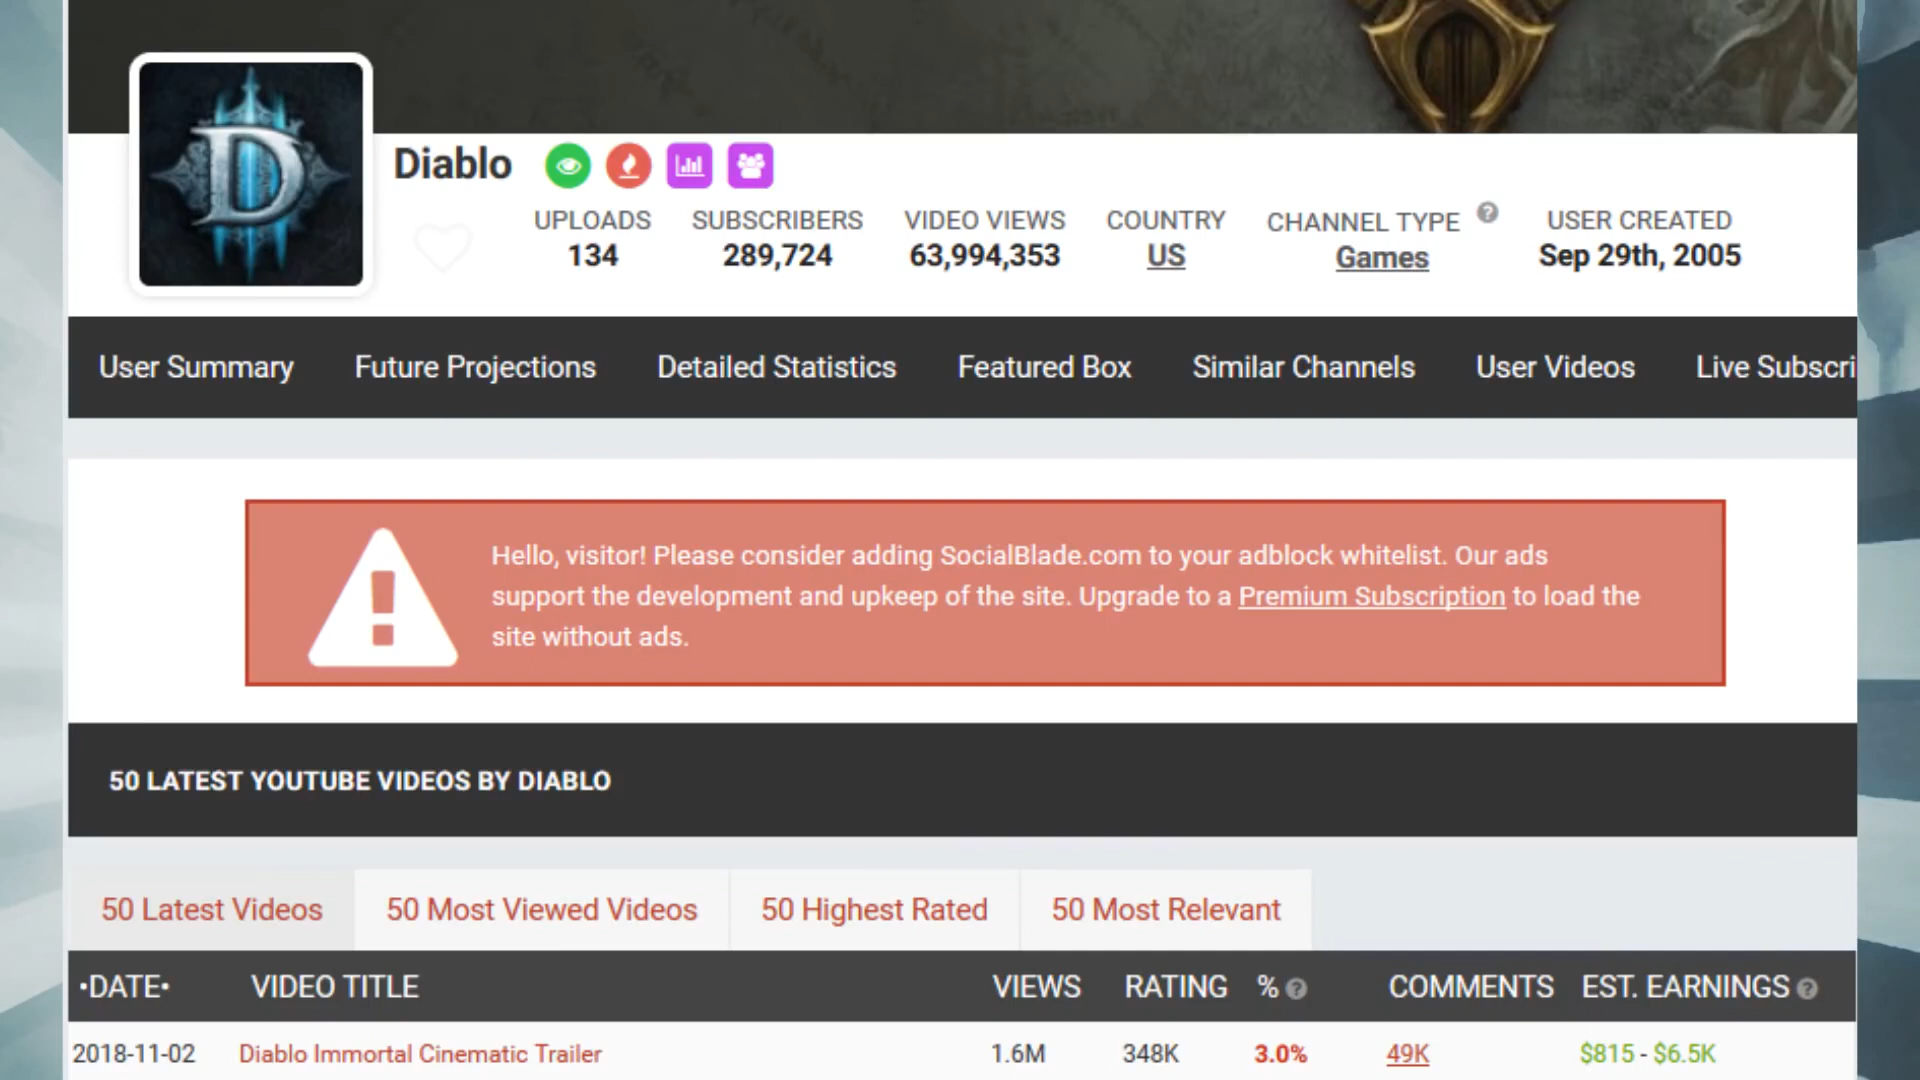 D
Diablo
UPLOADS SUBSCRIBERS VIDEO VIEWS COUNTRY CHANNEL TYPE ? USER CREATED
134 289,724 63,994,353 US Games Sep 29th, 2005
User Summary Future Projections Detailed Statistics Featured Box Similar Channels User Videos Live Subscri
Hello, visitor! Please consider adding SocialBlade.com to your adblock whitelist. Our ads
support the development and upkeep of the site. Upgrade to a Premium Subscription to load the
site without ads.
50 LATEST YOUTUBE VIDEOS BY DIABLO
50 Latest Videos 50 Most Viewed Videos 50 Highest Rated 50 Most Relevant
•DATE• VIDEO TITLE VIEWS RATING % ? COMMENTS EST. EARNINGS ?
2018-11-02 Diablo Immortal Cinematic Trailer 1.6M 348K 3.0% 49K $815 - $6.5K